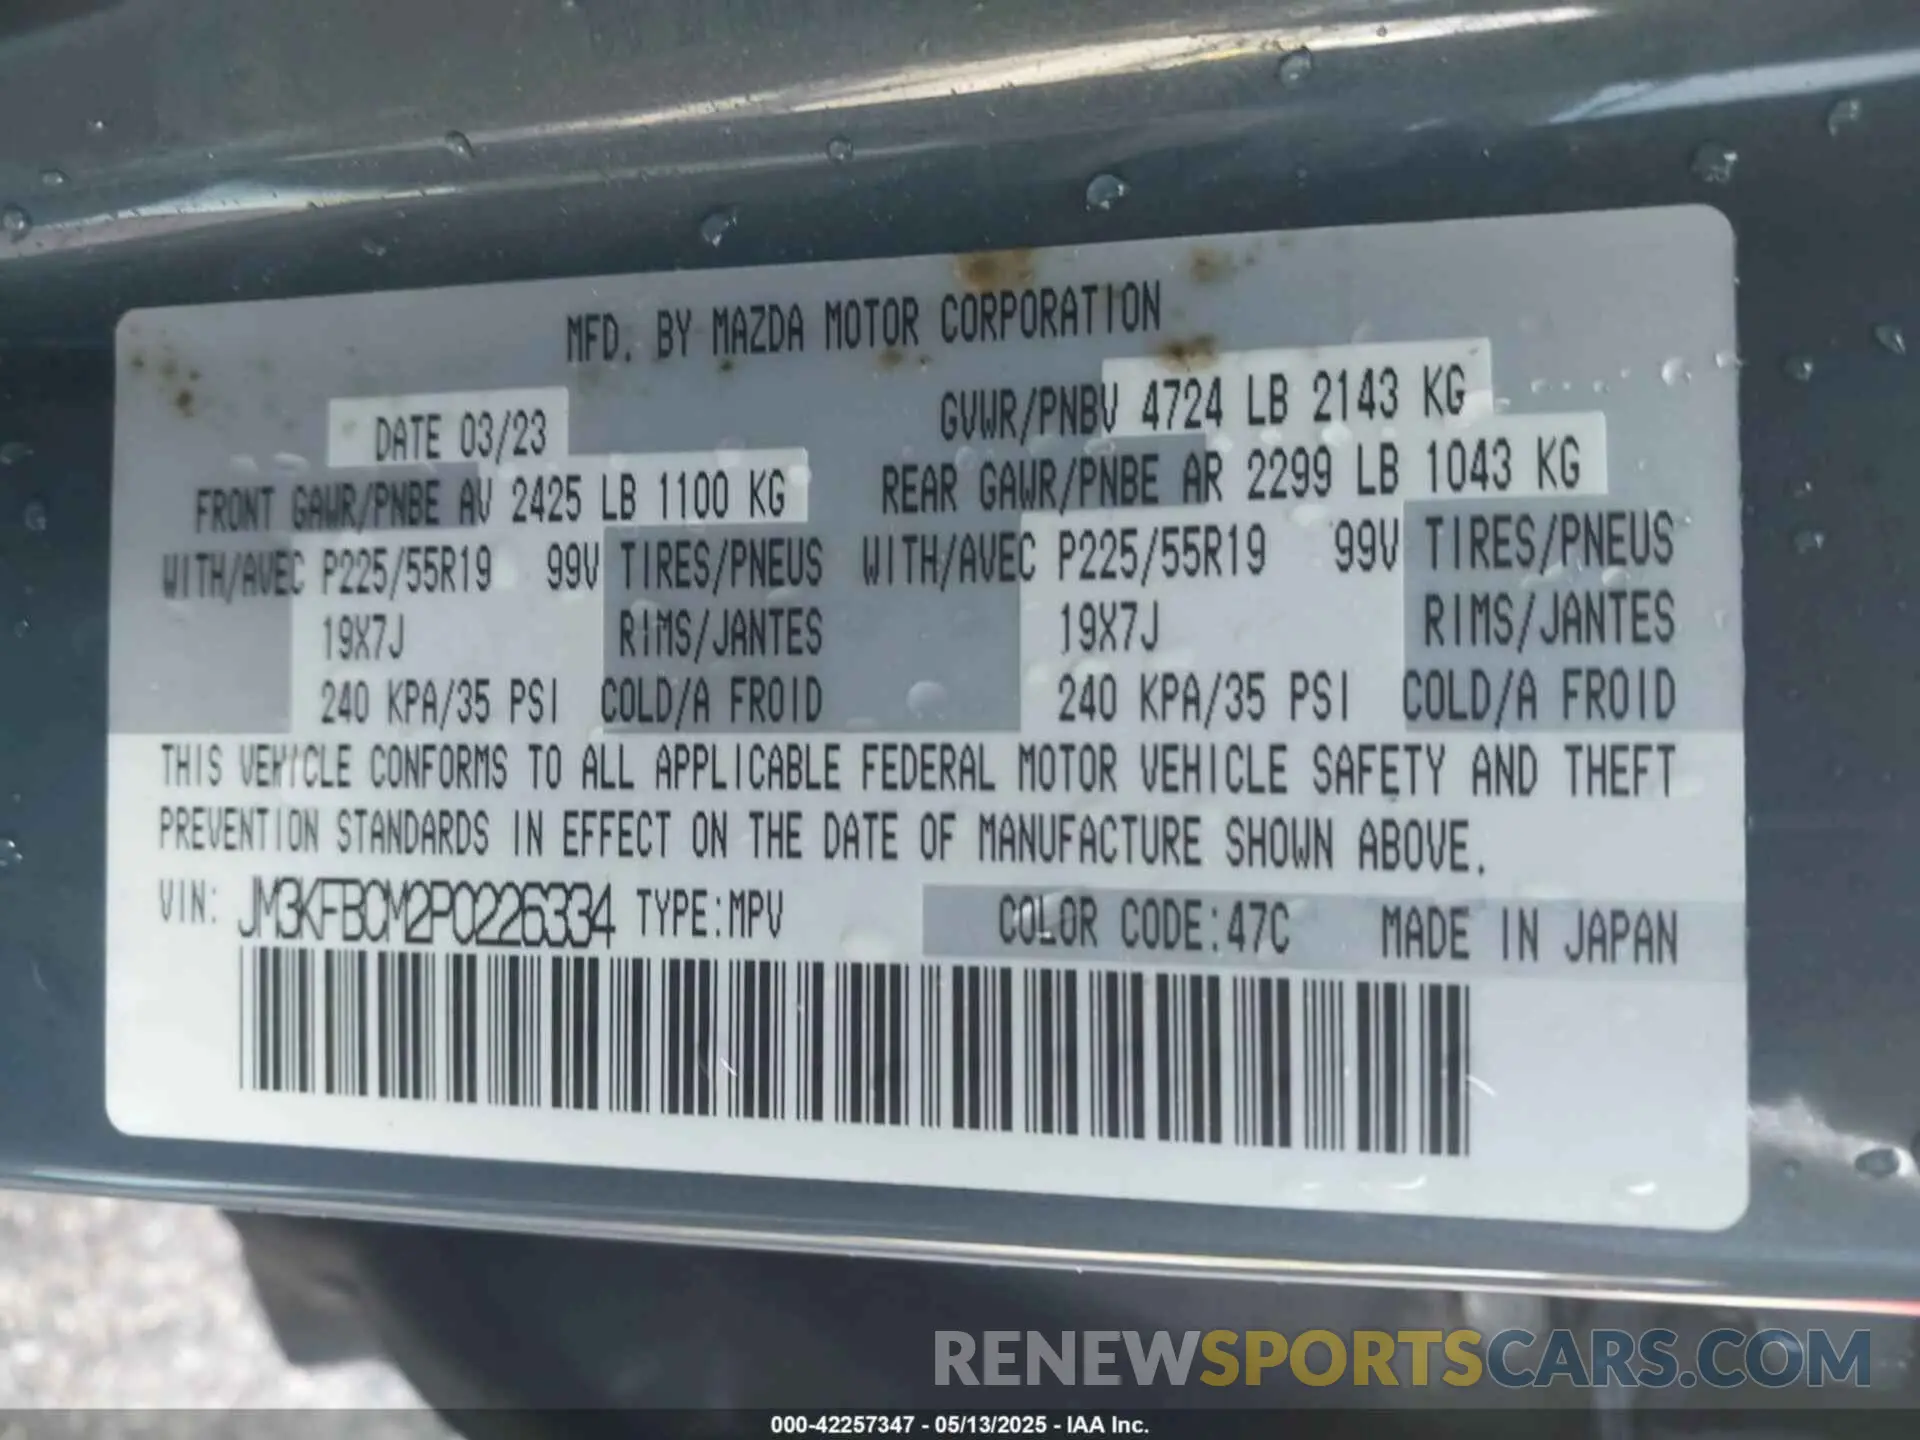 MFD. BY MAZDA MOTOR CORPORATION
DATE 03/23 GVWR/PNBV 4724 LB 2143 KG
FRONT GAWR/PNBE AV 2425 LB 1100 KG REAR GAWR/PNBE AR 2299 LB 1043 KG
WITH/AVEC P225/55R19 99V TIRES/PNEUS WITH/AVEC P225/55R19 99V TIRES/PNEUS
19X7J RIMS/JANTES 19X7J RIMS/JANTES
240 KPA/35 PSI COLD/A FROID 240 KPA/35 PSI COLD/A FROID
THIS VEHICLE CONFORMS TO ALL APPLICABLE FEDERAL MOTOR VEHICLE SAFETY AND THEFT
PREVENTION STANDARDS IN EFFECT ON THE DATE OF MANUFACTURE SHOWN ABOVE.
VIN: JM3KFBCM2P0226334 TYPE:MPV COLOR CODE:47C MADE IN JAPAN
RENEWSPORTSCARS.COM
000-42257347 - 05/13/2025 - IAA Inc.